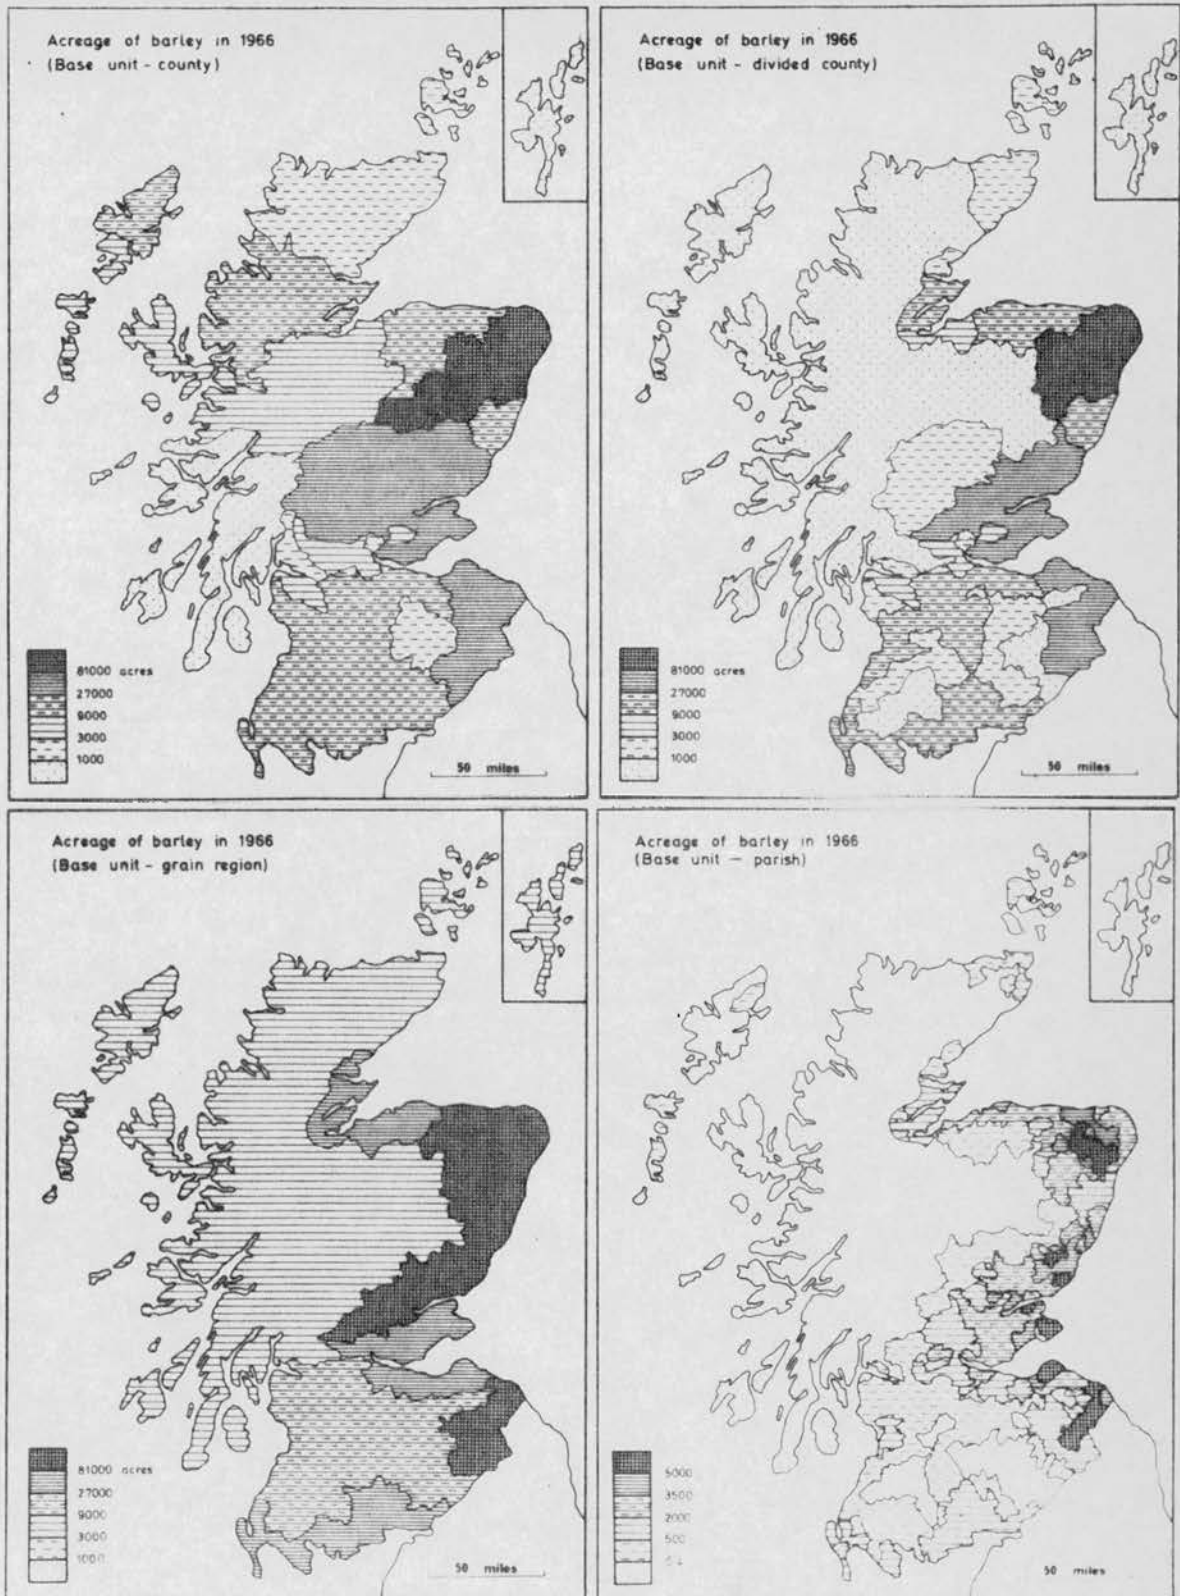 Acreage of barley in 1966
(Base unit - county)
81000 acres
27000
9000
3000
1000
50 miles
Acreage of barley in 1966
(Base unit - divided county)
81000 acres
27000
9000
3000
1000
50 miles
Acreage of barley in 1966
(Base unit - grain region)
81000 acres
27000
9000
3000
1000
50 miles
Acreage of barley in 1966
(Base unit — parish)
5000
3500
2000
500
50 miles